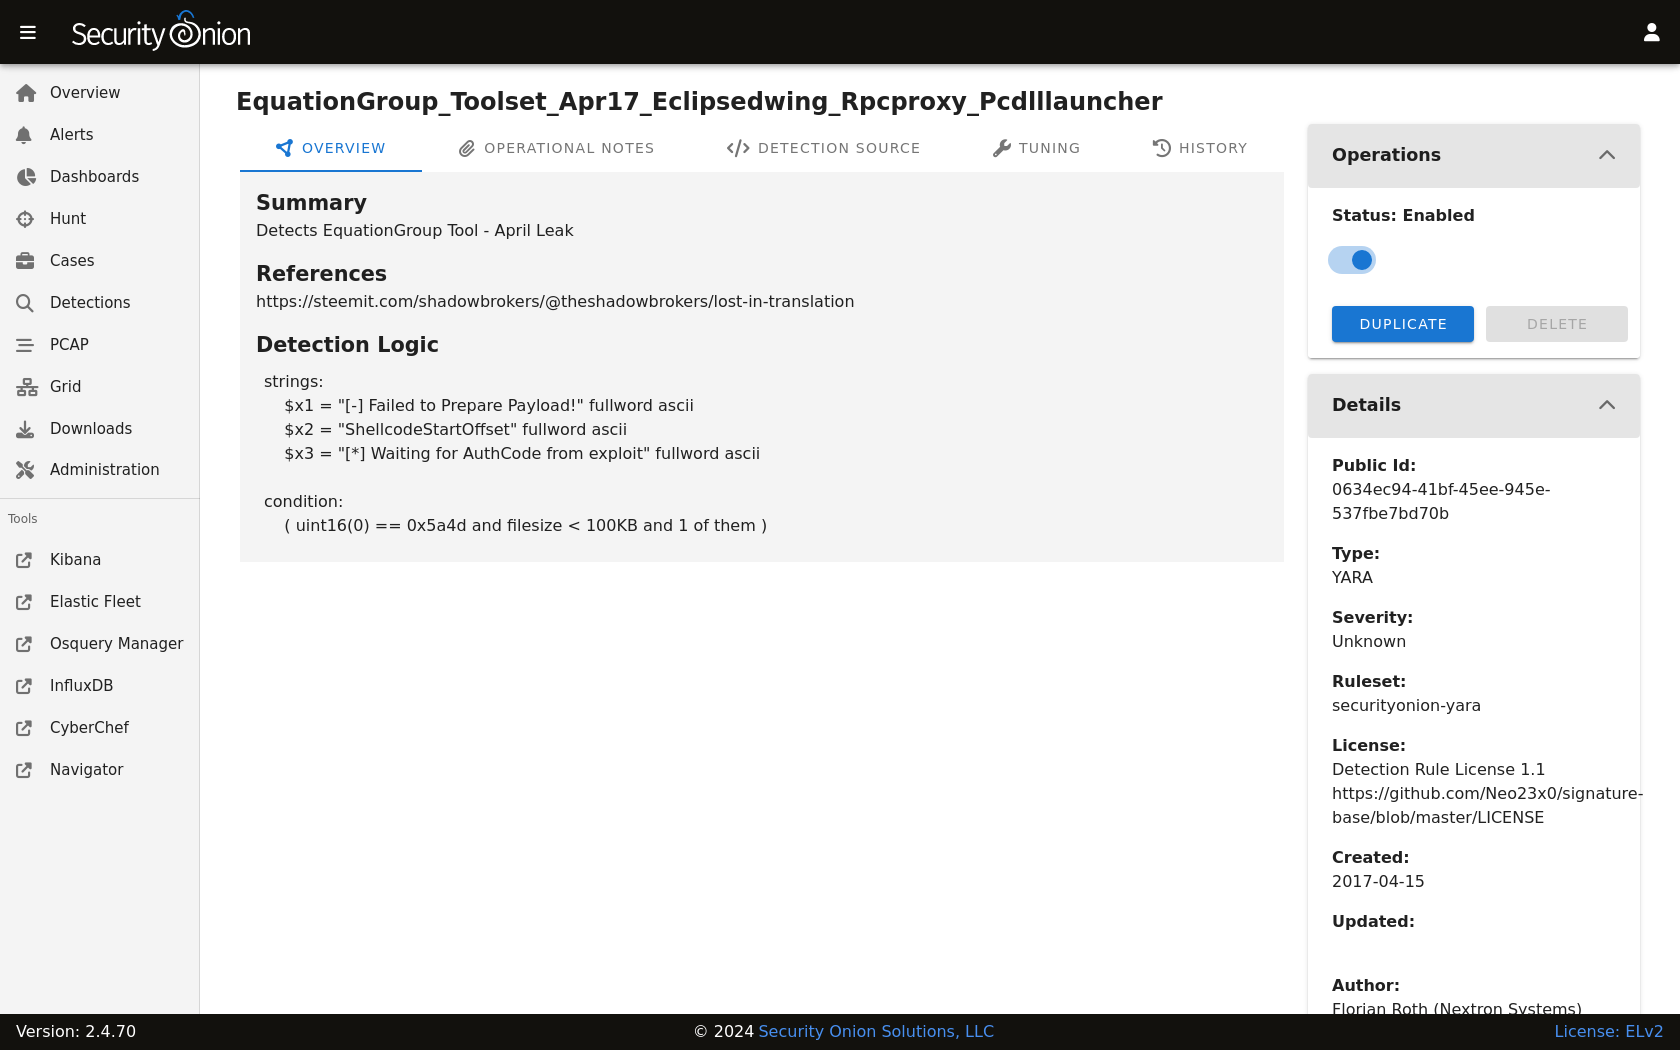 Security Onion
Overview
Alerts
Dashboards
Hunt
Cases
Detections
PCAP
Grid
Downloads
Administration
Tools
Kibana
Elastic Fleet
Osquery Manager
InfluxDB
CyberChef
Navigator
EquationGroup_Toolset_Apr17_Eclipsedwing_Rpcproxy_Pcdlllauncher
OVERVIEW
OPERATIONAL NOTES
DETECTION SOURCE
TUNING
HISTORY
Summary
Detects EquationGroup Tool - April Leak
References
https://steemit.com/shadowbrokers/@theshadowbrokers/lost-in-translation
Detection Logic
strings:
$x1 = "[-] Failed to Prepare Payload!" fullword ascii
$x2 = "ShellcodeStartOffset" fullword ascii
$x3 = "[*] Waiting for AuthCode from exploit" fullword ascii
condition:
( uint16(0) == 0x5a4d and filesize < 100KB and 1 of them )
Operations
Status: Enabled
DUPLICATE
DELETE
Details
Public Id:
0634ec94-41bf-45ee-945e-
537fbe7bd70b
Type:
YARA
Severity:
Unknown
Ruleset:
securityonion-yara
License:
Detection Rule License 1.1
https://github.com/Neo23x0/signature-
base/blob/master/LICENSE
Created:
2017-04-15
Updated:
Author:
Florian Roth (Nextron Systems)
Version: 2.4.70
© 2024 Security Onion Solutions, LLC
License: ELv2